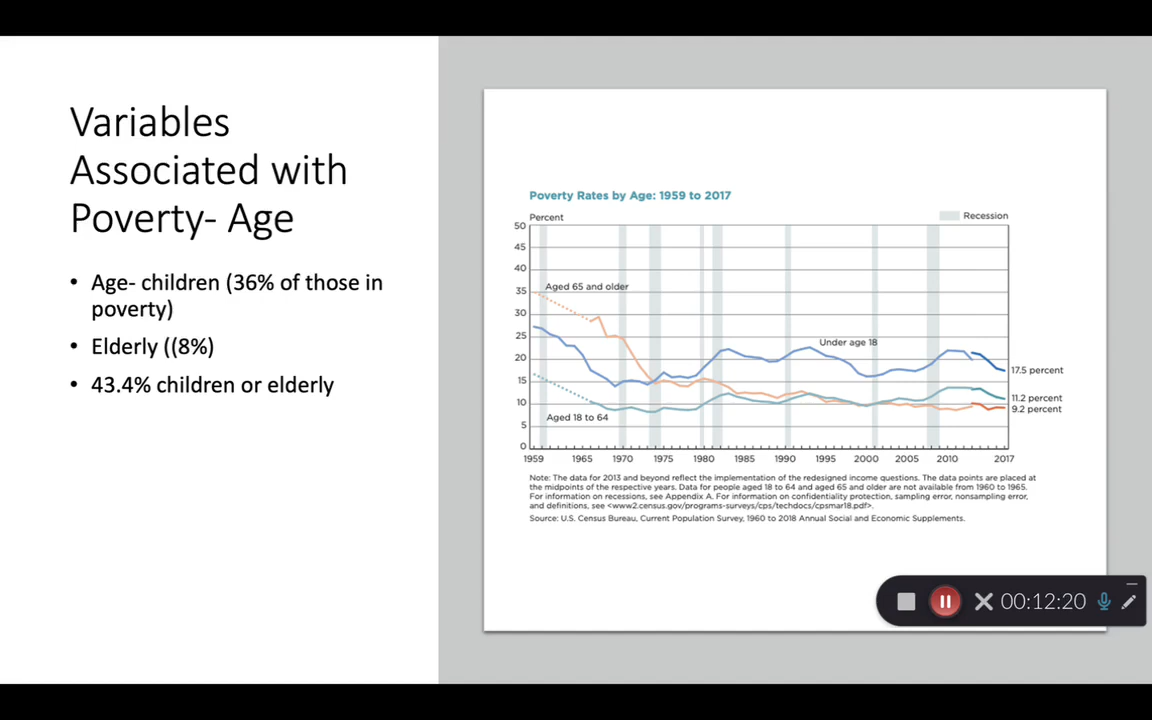 Variables
Associated with
Poverty- Age
• Age- children (36% of those in
poverty)
• Elderly ((8%)
• 43.4% children or elderly
Poverty Rates by Age: 1959 to 2017
Percent
Recession
50
45
40
35
30
25
20
15
10
5
0
Aged 65 and older
Under age 18
Aged 18 to 64
17.5 percent
11.2 percent
9.2 percent
1959 1965 1970 1975 1980 1985 1990 1995 2000 2005 2010 2017
Note: The data for 2013 and beyond reflect the implementation of the redesigned income questions. The data points are placed at
the midpoints of the respective years. Data for people aged 18 to 64 and aged 65 and older are not available from 1960 to 1965.
For information on recessions, see Appendix A. For information on confidentiality protection, sampling error, nonsampling error,
and definitions, see <www2.census.gov/programs-surveys/cps/techdocs/cpsmar18.pdf>.
Source: U.S. Census Bureau, Current Population Survey, 1960 to 2018 Annual Social and Economic Supplements.
00:12:20